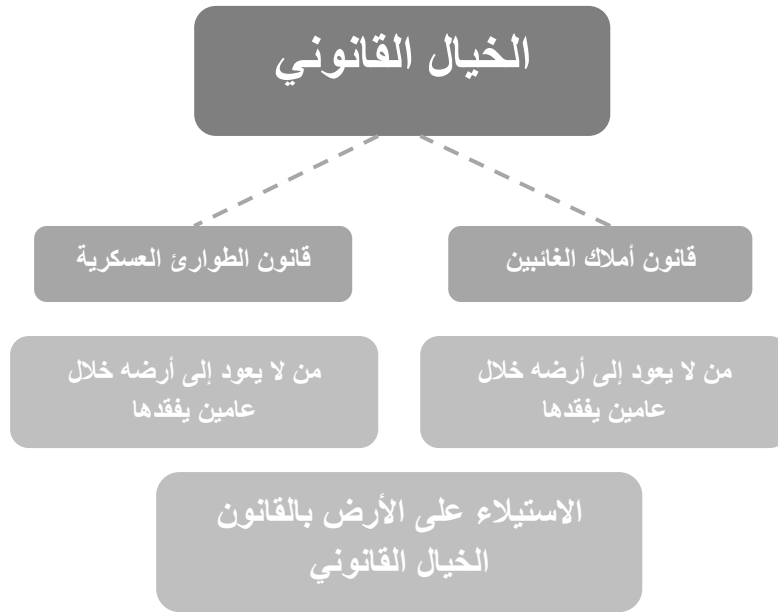 الخيال القانوني
قانون أملاك الغائبين
قانون الطوارئ العسكرية
من لا يعود إلى أرضه خلال
عامين يفقدها
من لا يعود إلى أرضه خلال
عامين يفقدها
الاستيلاء على الأرض بالقانون
الخيال القانوني